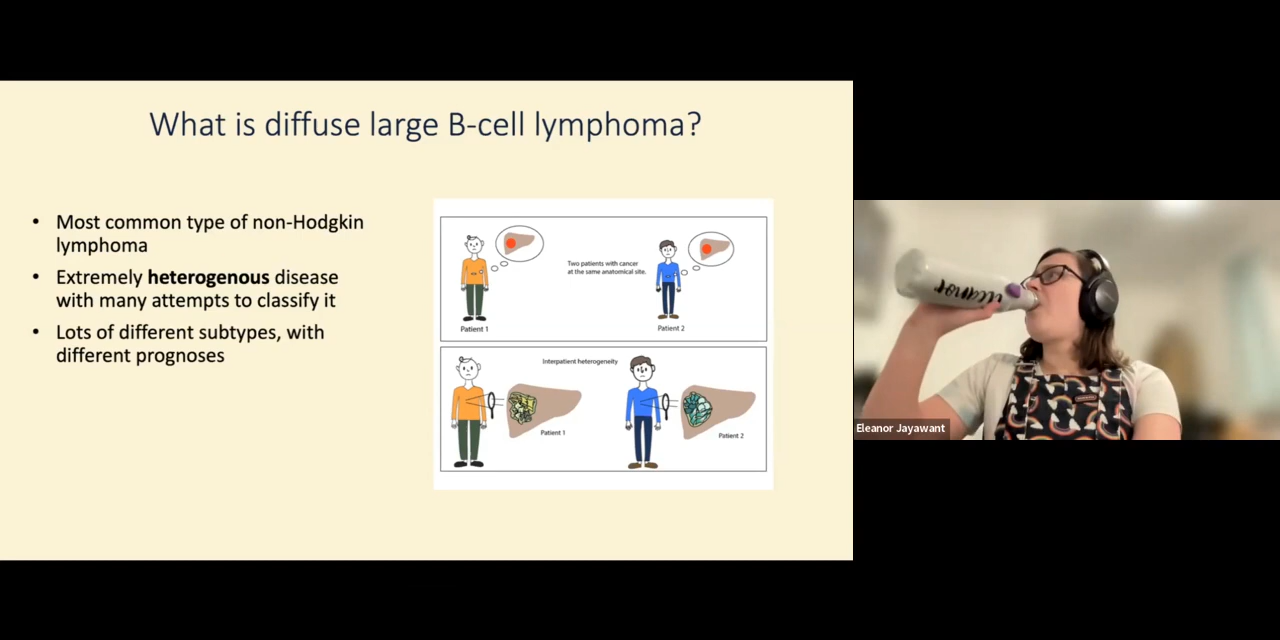 What is diffuse large B-cell lymphoma?
• Most common type of non-Hodgkin
lymphoma
• Extremely heterogenous disease
with many attempts to classify it
• Lots of different subtypes, with
different prognoses
Two patients with cancer
at the same anatomical site.
Patient 1
Patient 2
Interpatient heterogeneity
Patient 1
Patient 2
eleanor
Eleanor Jayawant